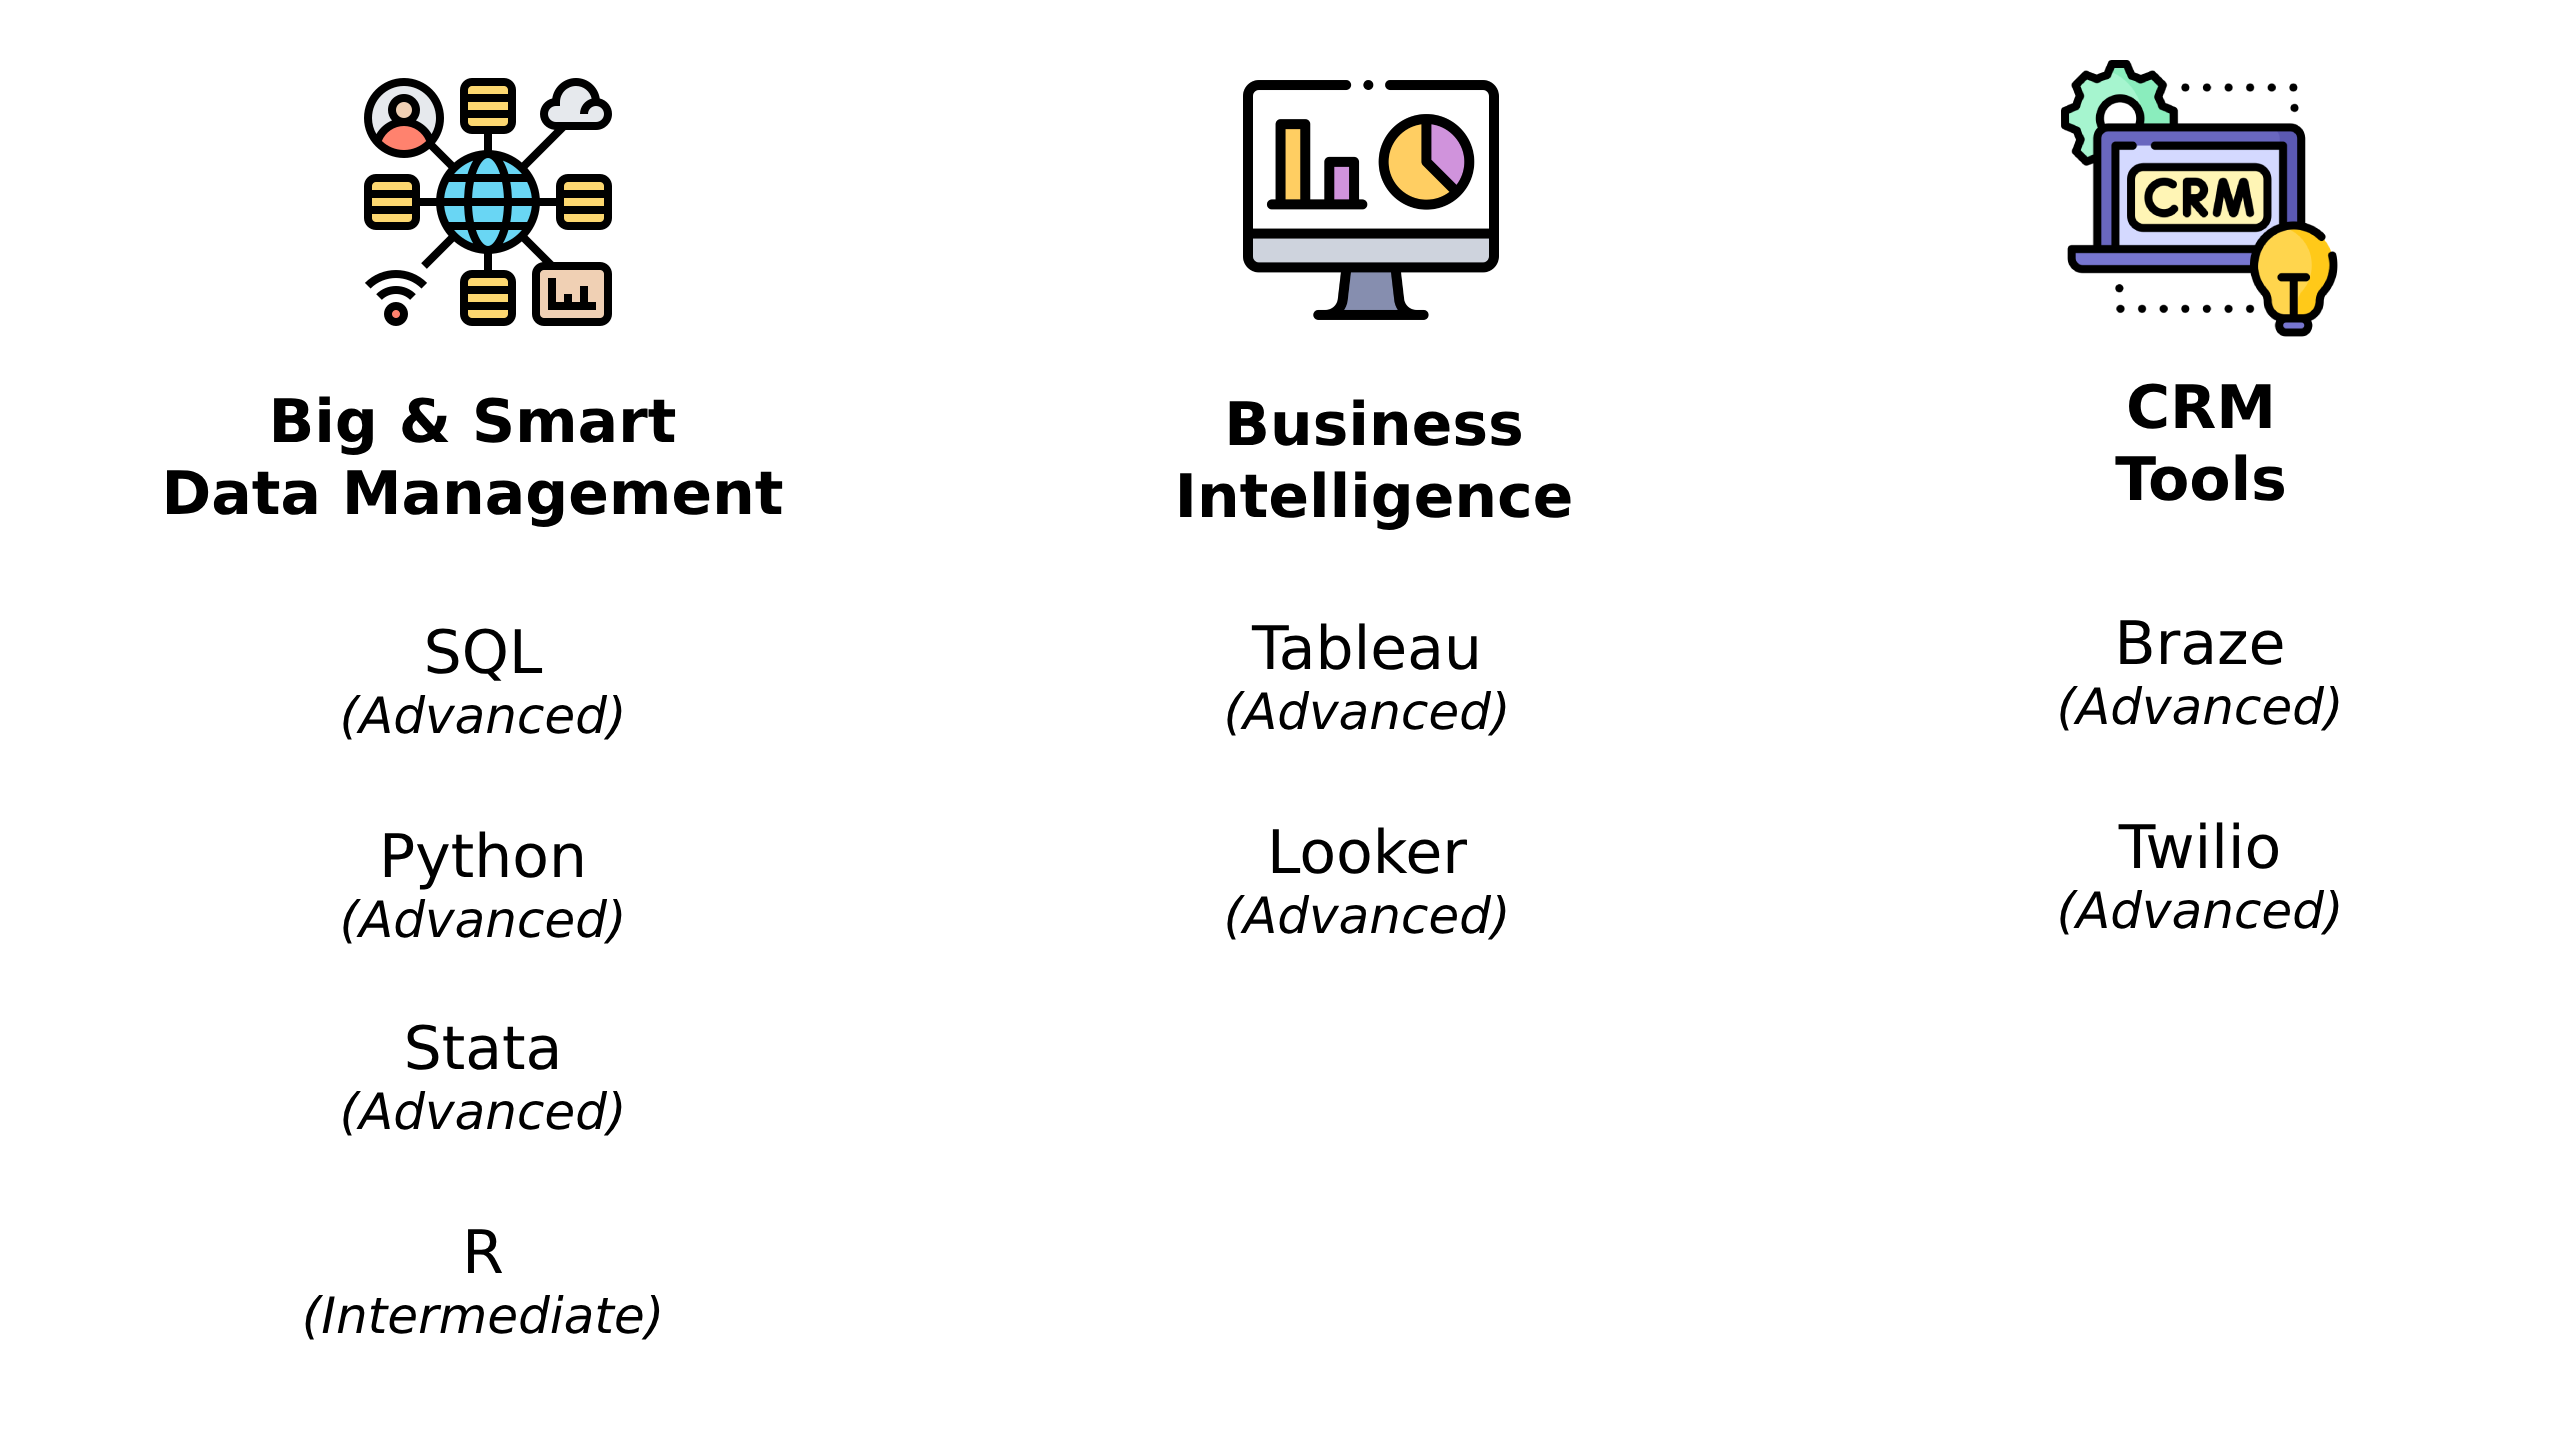 CRM
Big & Smart
Data Management
SQL
(Advanced)
Python
(Advanced)
Stata
(Advanced)
R
(Intermediate)
Business
Intelligence
Tableau
(Advanced)
Looker
(Advanced)
CRM
Tools
Braze
(Advanced)
Twilio
(Advanced)